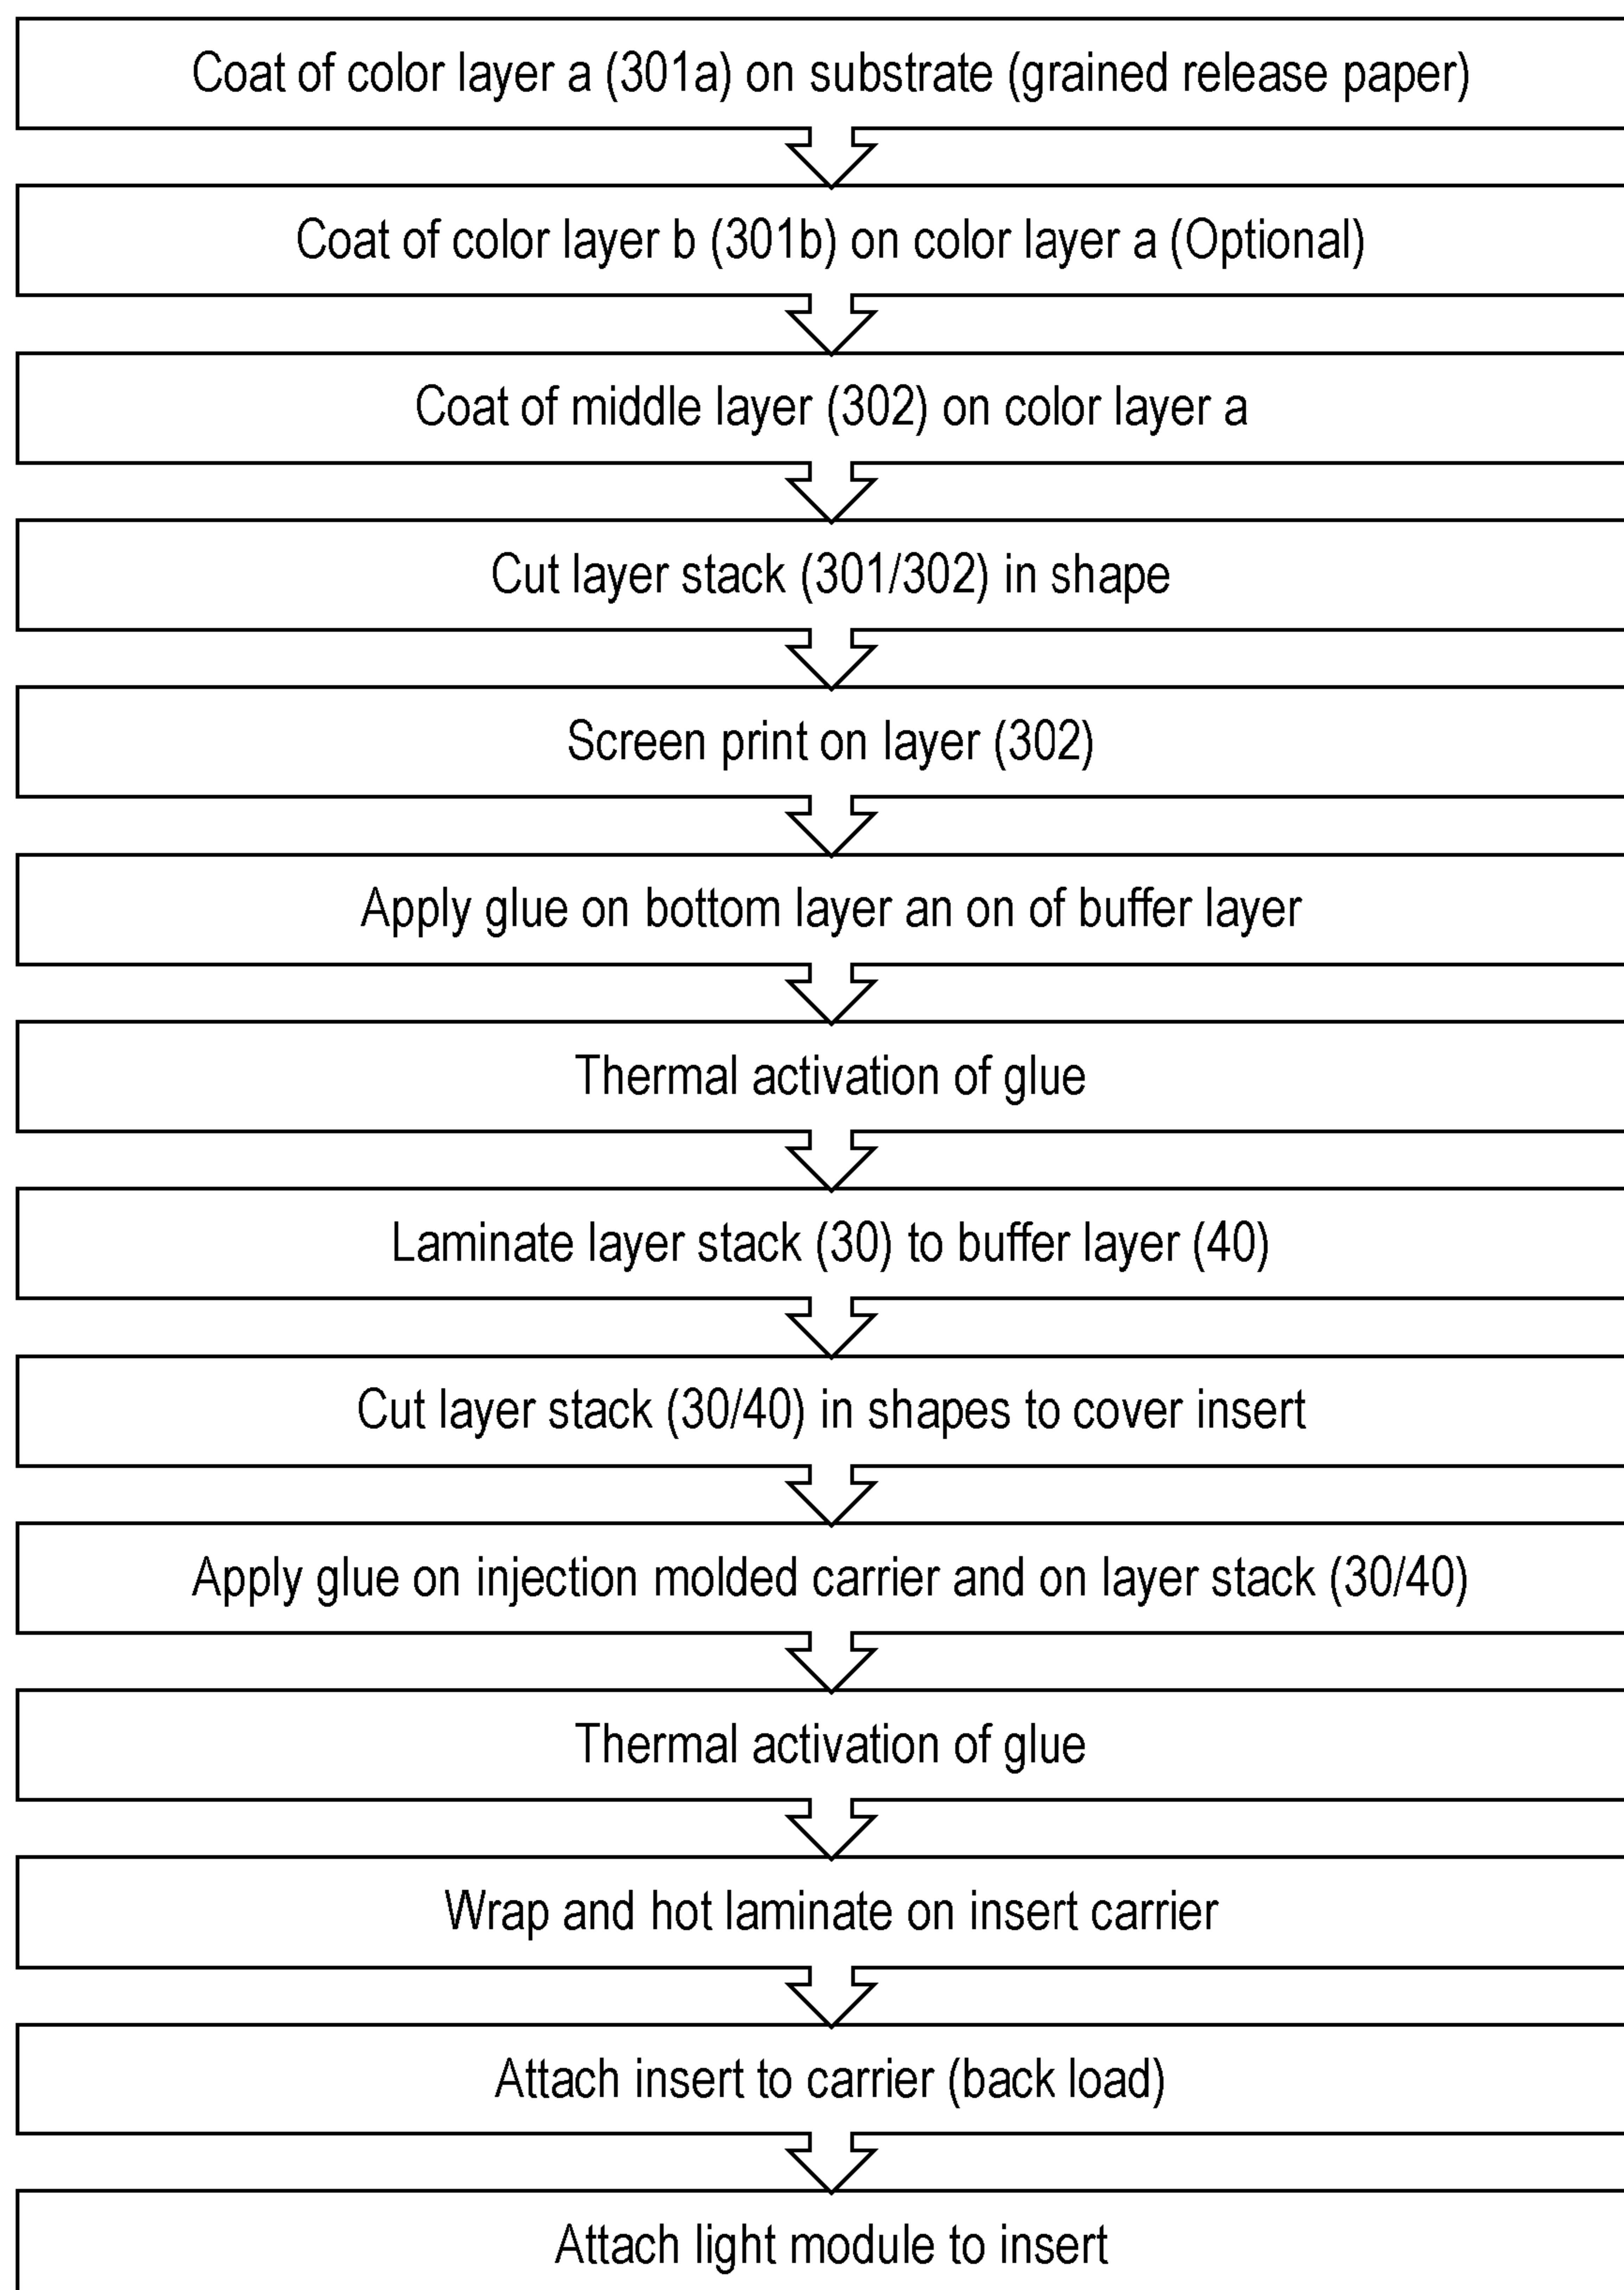 Coat of color layer a (301a) on substrate (grained release paper)
Coat of color layer b (301b) on color layer a (Optional)
Coat of middle layer (302) on color layer a
Cut layer stack (301/302) in shape
Screen print on layer (302)
Apply glue on bottom layer an on of buffer layer
Thermal activation of glue
Laminate layer stack (30) to buffer layer (40)
Cut layer stack (30/40) in shapes to cover insert
Apply glue on injection molded carrier and on layer stack (30/40)
Thermal activation of glue
Wrap and hot laminate on insert carrier
Attach insert to carrier (back load)
Attach light module to insert